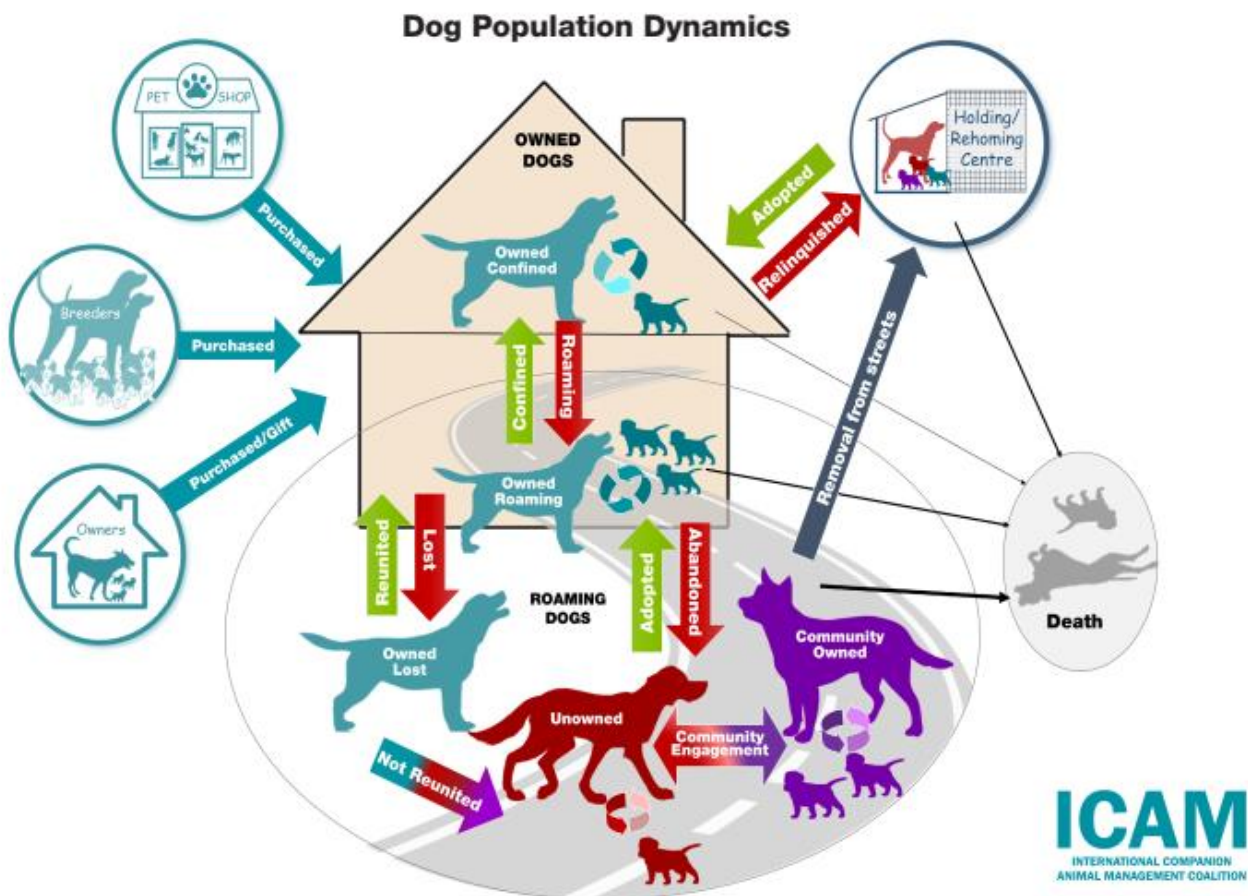 Dog Population Dynamics
PET SHOP
OWNED
DOGS
Holding/
Rehoming
Centre
Purchased
Adopted
Relinquished
Owned
Confined
Breeders
Purchased
Confined
Roaming
Removal from streets
Purchased/Gift
Owned
Roaming
Owners
Reunited
Lost
ROAMING
DOGS
Adopted
Abandoned
Death
Community
Owned
Owned
Lost
Unowned
Community
Engagement
Not Reunited
ICAM
INTERNATIONAL COMPANION
ANIMAL MANAGEMENT COALITION